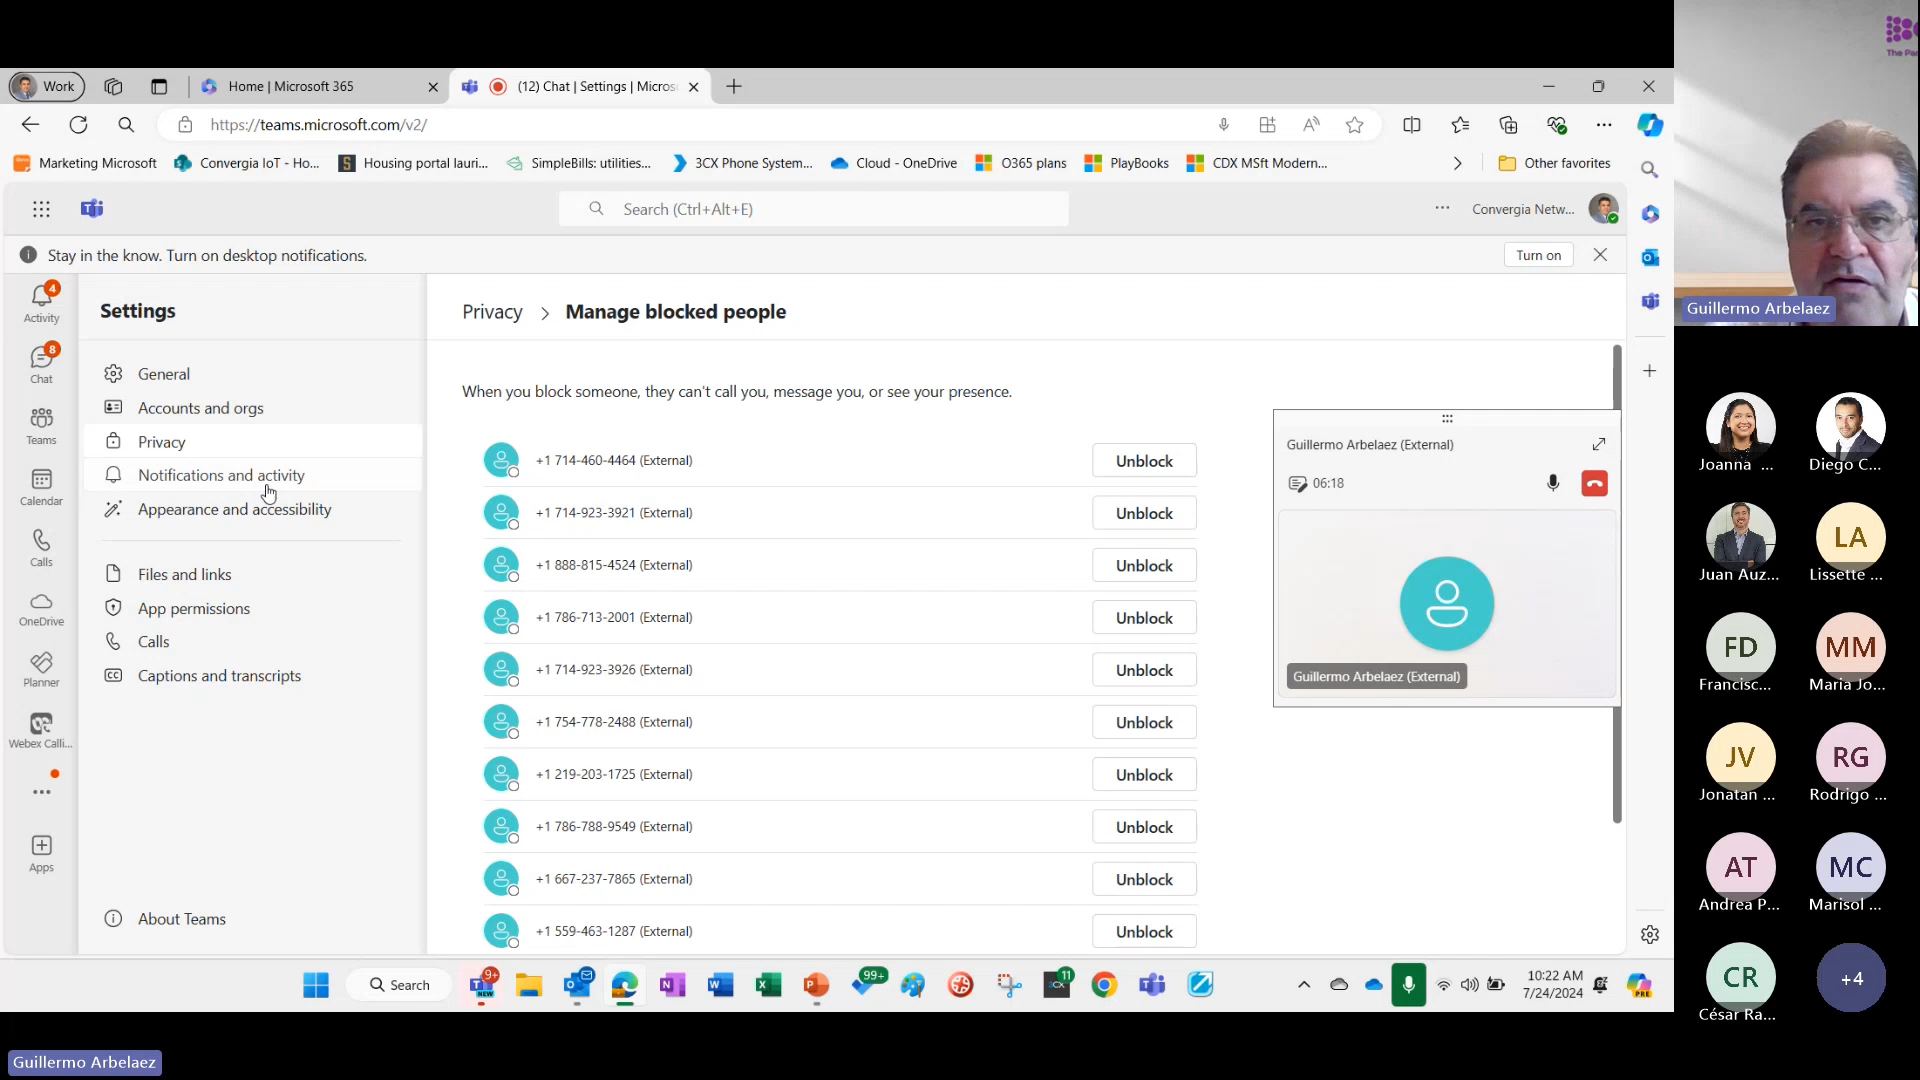 Work
Home | Microsoft 365
(12) Chat | Settings | Micros
https://teams.microsoft.com/v2/
Marketing Microsoft
Convergia IoT - Ho...
Housing portal lauri...
SimpleBills: utilities...
3CX Phone System...
Cloud - OneDrive
O365 plans
PlayBooks
CDX MSft Modern...
Other favorites
Search (Ctrl+Alt+E)
Convergia Netw...
Stay in the know. Turn on desktop notifications.
Turn on
4
Activity
8
Chat
Teams
Calendar
Calls
OneDrive
Planner
Webex Calli...
Apps
Settings
General
Accounts and orgs
Privacy
Notifications and activity
Appearance and accessibility
Files and links
App permissions
Calls
Captions and transcripts
About Teams
Privacy > Manage blocked people
When you block someone, they can't call you, message you, or see your presence.
+1 714-460-4464 (External) Unblock
+1 714-923-3921 (External) Unblock
+1 888-815-4524 (External) Unblock
+1 786-713-2001 (External) Unblock
+1 714-923-3926 (External) Unblock
+1 754-778-2488 (External) Unblock
+1 219-203-1725 (External) Unblock
+1 786-788-9549 (External) Unblock
+1 667-237-7865 (External) Unblock
+1 559-463-1287 (External) Unblock
Guillermo Arbelaez (External)
06:18
Guillermo Arbelaez (External)
Search
9+
NEW
99+
11
10:22 AM
7/24/2024
PRE
The Par
Guillermo Arbelaez
Joanna ...
Diego C...
Juan Auz...
LA
Lissette ...
FD
Francisc...
MM
Maria Jo...
JV
Jonatan ...
RG
Rodrigo ...
AT
Andrea P...
MC
Marisol ...
CR
César Ra...
+4
Guillermo Arbelaez